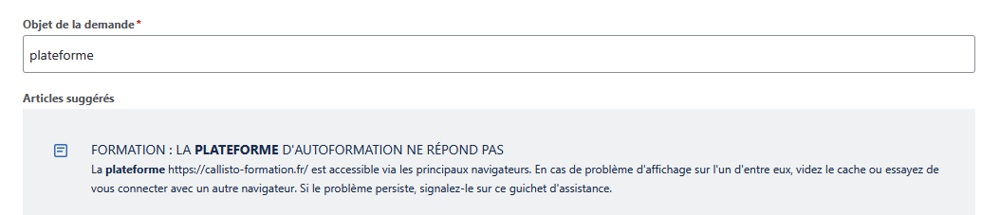 Objet de la demande*
plateforme
Articles suggérés
FORMATION : LA PLATEFORME D'AUTOFORMATION NE RÉPOND PAS
La plateforme https://callisto-formation.fr/ est accessible via les principaux navigateurs. En cas de problème d'affichage sur l'un d'entre eux, videz le cache ou essayez de
vous connecter avec un autre navigateur. Si le problème persiste, signalez-le sur ce guichet d'assistance.